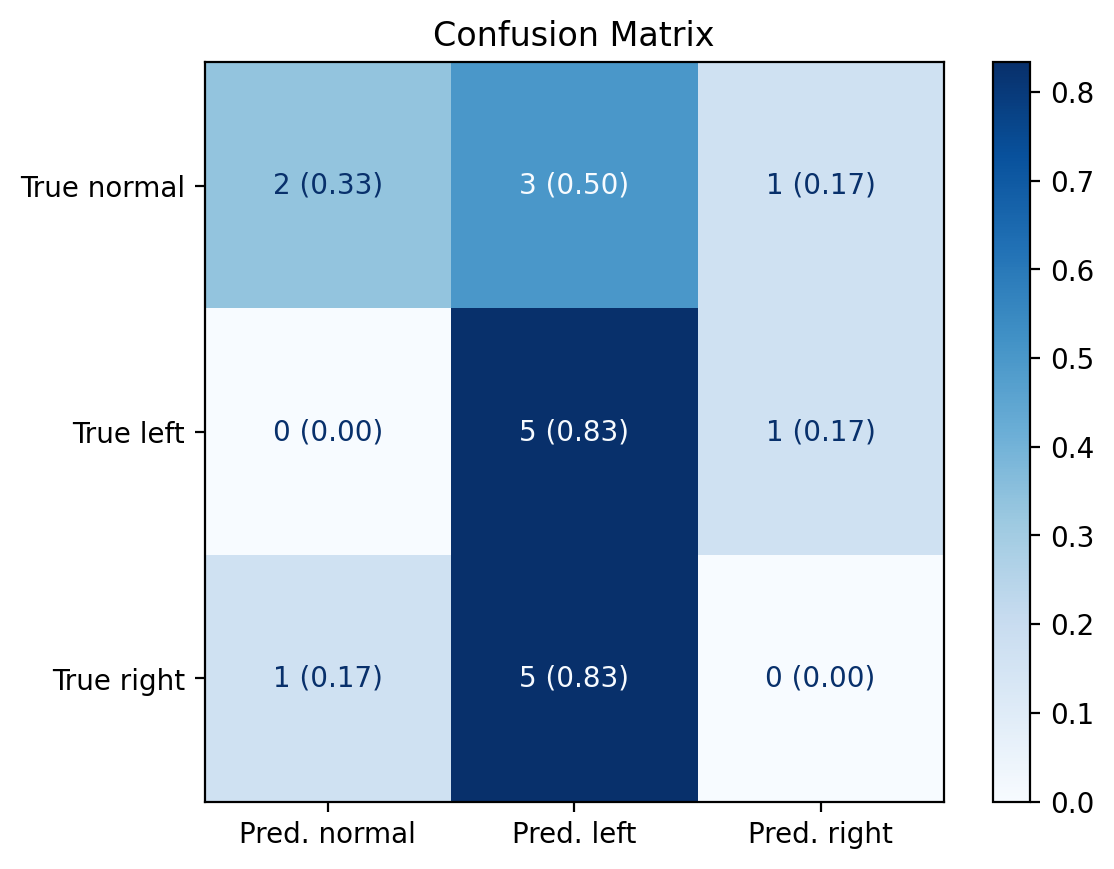 Confusion Matrix
True normal
2 (0.33)
3 (0.50)
1 (0.17)
True left
0 (0.00)
5 (0.83)
1 (0.17)
True right
1 (0.17)
5 (0.83)
0 (0.00)
Pred. normal
Pred. left
Pred. right
0.8
0.7
0.6
0.5
0.4
0.3
0.2
0.1
0.0